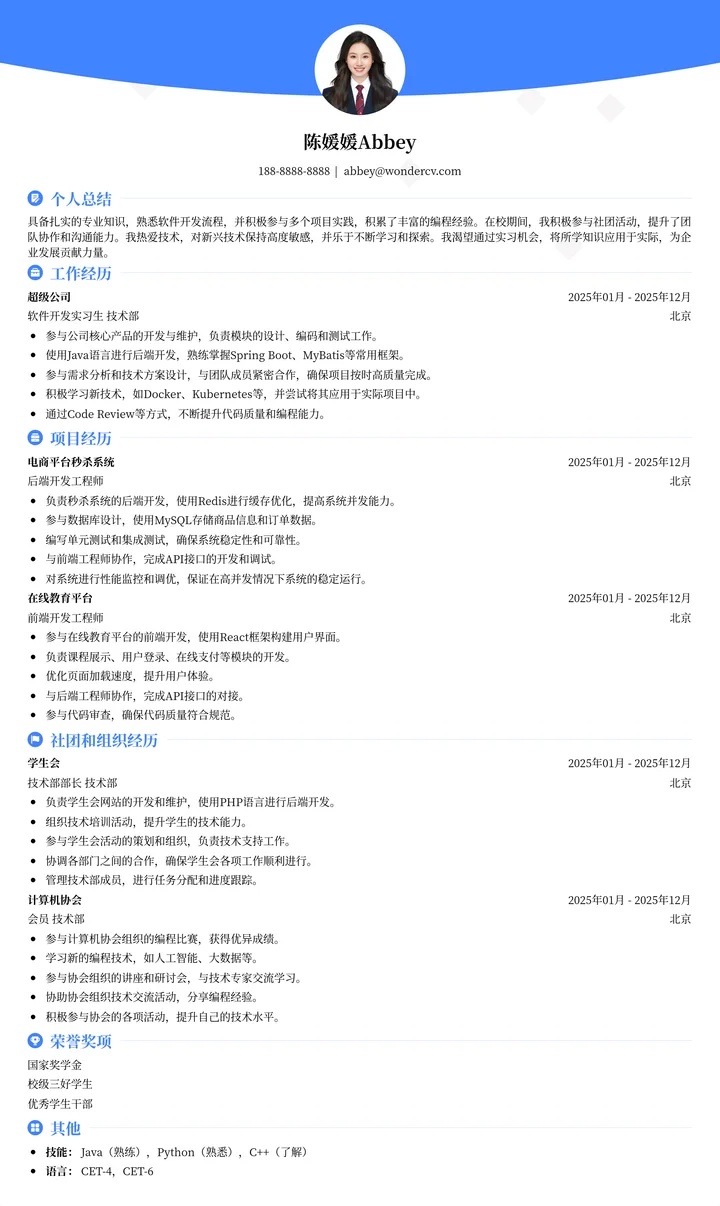 陈媛媛Abbey
188-8888-8888 | abbey@wondercv.com
个人总结
具备扎实的专业知识，熟悉软件开发流程，并积极参与多个项目实践，积累了丰富的编程经验。在校期间，我积极参与社团活动，提升了团
队协作和沟通能力。我热爱技术，对新兴技术保持高度敏感，并乐于不断学习和探索。我渴望通过实习机会，将所学知识应用于实际，为企
业发展贡献力量。
工作经历
超级公司 2025年01月 - 2025年12月
软件开发实习生 技术部 北京
• 参与公司核心产品的开发与维护，负责模块的设计、编码和测试工作。
• 使用Java语言进行后端开发，熟练掌握Spring Boot、MyBatis等常用框架。
• 参与需求分析和技术方案设计，与团队成员紧密合作，确保项目按时高质量完成。
• 积极学习新技术，如Docker、Kubernetes等，并尝试将其应用于实际项目中。
• 通过Code Review等方式，不断提升代码质量和编程能力。
项目经历
电商平台秒杀系统 2025年01月 - 2025年12月
后端开发工程师 北京
• 负责秒杀系统的后端开发，使用Redis进行缓存优化，提高系统并发能力。
• 参与数据库设计，使用MySQL存储商品信息和订单数据。
• 编写单元测试和集成测试，确保系统稳定性和可靠性。
• 与前端工程师协作，完成API接口的开发和调试。
• 对系统进行性能监控和调优，保证在高并发情况下系统的稳定运行。
在线教育平台 2025年01月 - 2025年12月
前端开发工程师 北京
• 参与在线教育平台的前端开发，使用React框架构建用户界面。
• 负责课程展示、用户登录、在线支付等模块的开发。
• 优化页面加载速度，提升用户体验。
• 与后端工程师协作，完成API接口的对接。
• 参与代码审查，确保代码质量符合规范。
社团和组织经历
学生会 2025年01月 - 2025年12月
技术部部长 技术部 北京
• 负责学生会网站的开发和维护，使用PHP语言进行后端开发。
• 组织技术培训活动，提升学生的技术能力。
• 参与学生会活动的策划和组织，负责技术支持工作。
• 协调各部门之间的合作，确保学生会各项工作顺利进行。
• 管理技术部成员，进行任务分配和进度跟踪。
计算机协会 2025年01月 - 2025年12月
会员 技术部 北京
• 参与计算机协会组织的编程比赛，获得优异成绩。
• 学习新的编程技术，如人工智能、大数据等。
• 参与协会组织的讲座和研讨会，与技术专家交流学习。
• 协助协会组织技术交流活动，分享编程经验。
• 积极参与协会的各项活动，提升自己的技术水平。
荣誉奖项
国家奖学金
校级三好学生
优秀学生干部
其他
• 技能： Java（熟练），Python（熟悉），C++（了解）
• 语言： CET-4，CET-6